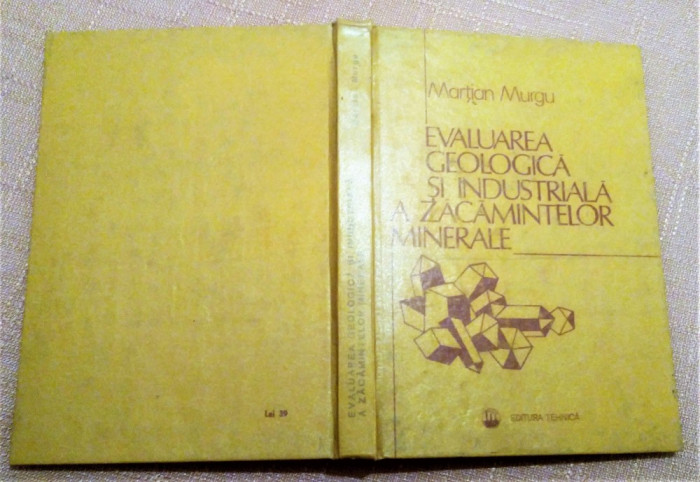 Marțian Murgu
EVALUAREA
GEOLOGICĂ
ȘI INDUSTRIALĂ
A ZĂCĂMINTELOR
MINERALE
EDITURA TEHNICĂ
Murgu
EVALUAREA GEOLOGICĂ ȘI INDUSTRIALĂ
A ZĂCĂMINTELOR MINERALE
Lei 39